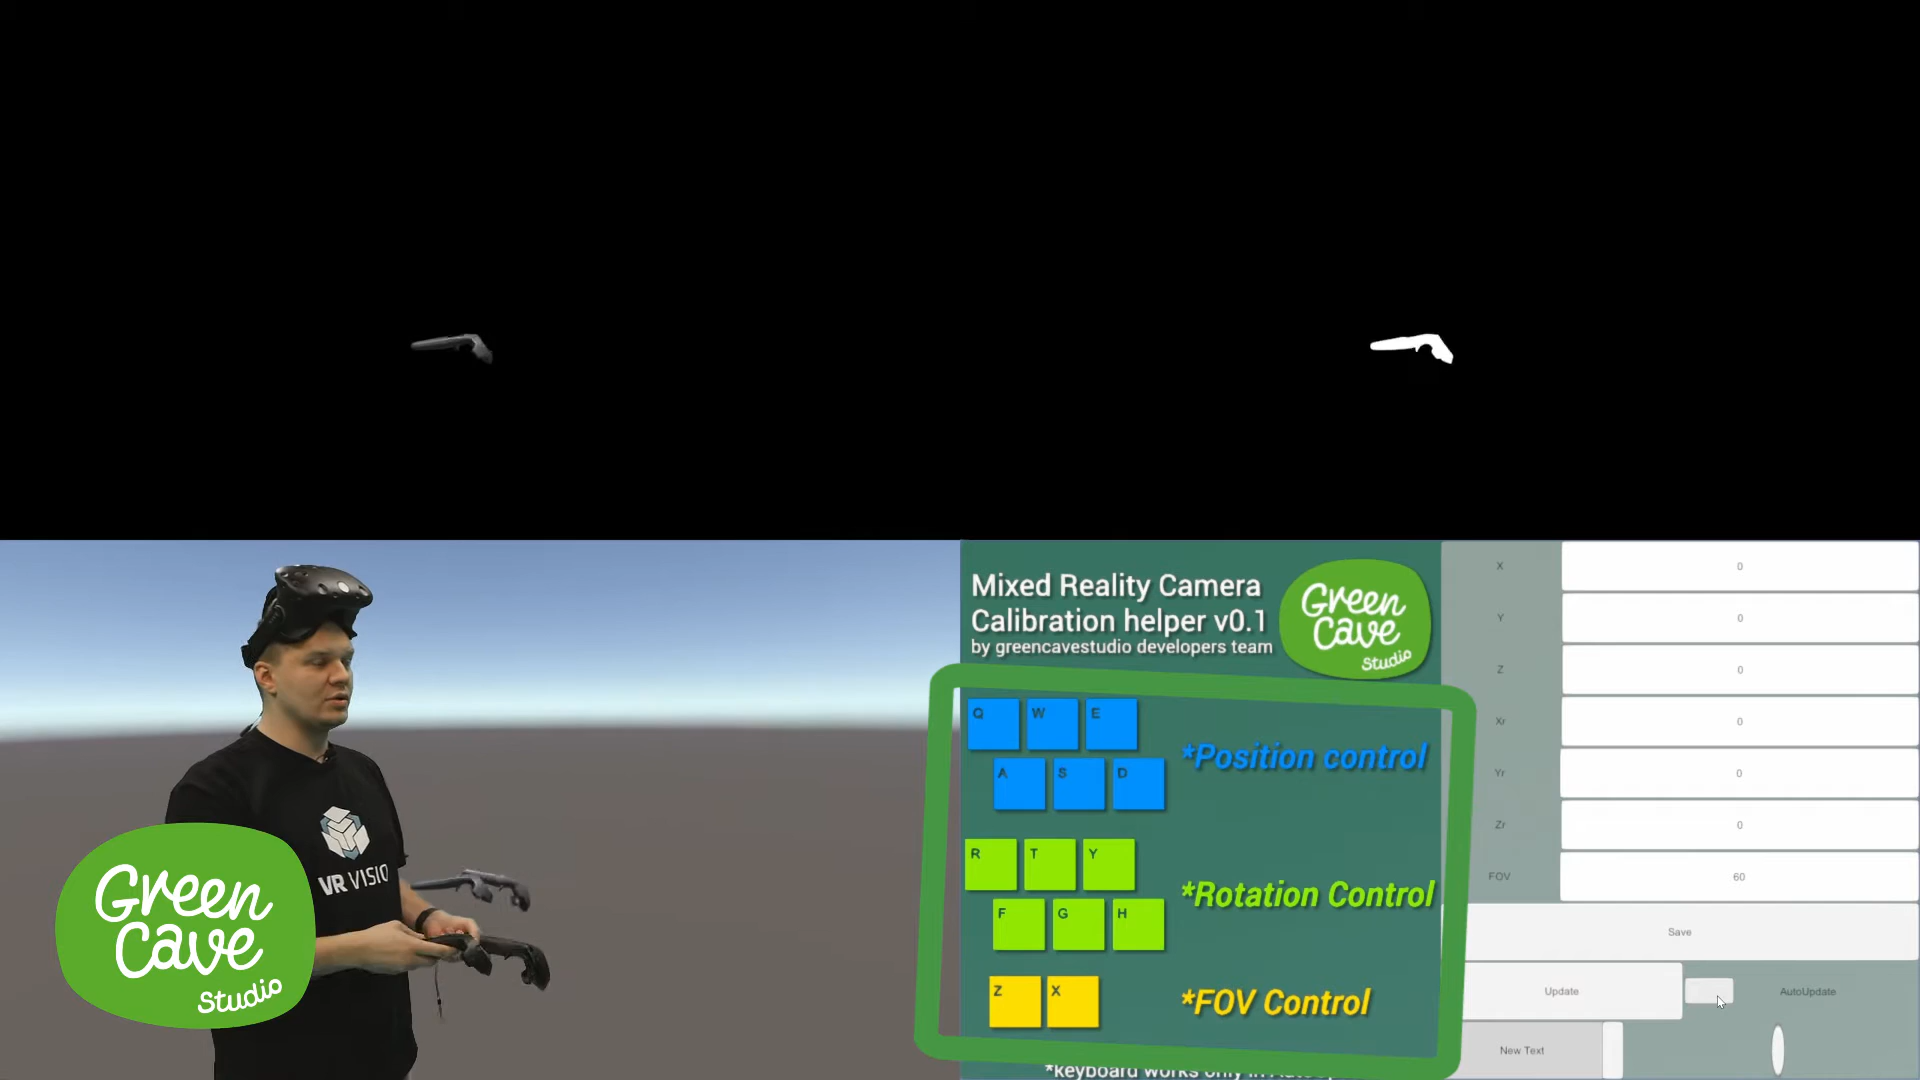 Mixed Reality Camera
Calibration helper v0.1
by greencavestudio developers team
Green
Cave
Studio
Q W E
A S D
*Position control
R T Y
F G H
*Rotation Control
Z X
*FOV Control
*keyboard works only in
X 0
Y 0
Z 0
Xr 0
Yr 0
Zr 0
FOV 60
Save
Update AutoUpdate
New Text
VR VISIO
Green
Cave
Studio